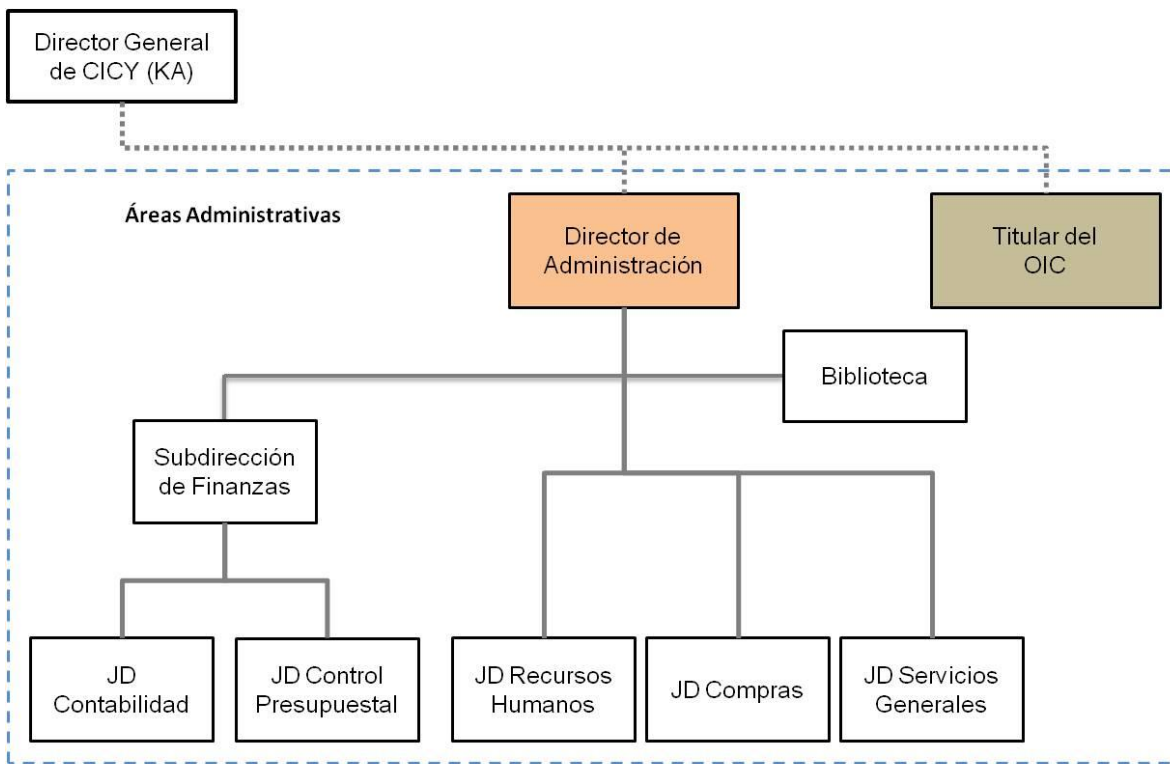 Director General
de CICY (KA)
Áreas Administrativas
Director de
Administración
Titular del
OIC
Biblioteca
Subdirección
de Finanzas
JD
Contabilidad
JD Control
Presupuestal
JD Recursos
Humanos
JD Compras
JD Servicios
Generales